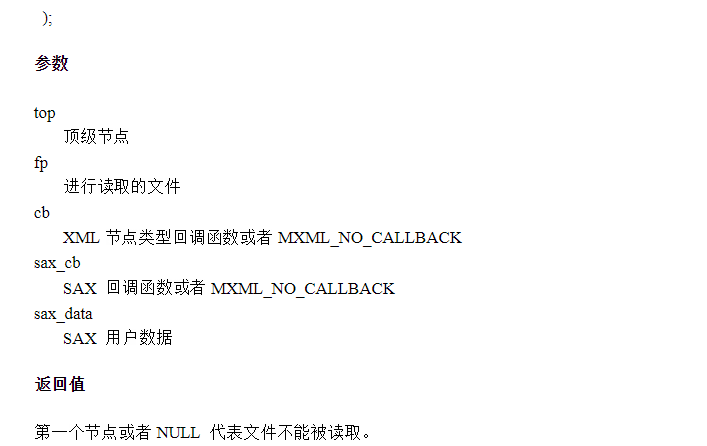 );
参数
top
顶级节点
fp
进行读取的文件
cb
XML 节点类型回调函数或者 MXML_NO_CALLBACK
sax_cb
SAX 回调函数或者 MXML_NO_CALLBACK
sax_data
SAX 用户数据
返回值
第一个节点或者 NULL 代表文件不能被读取。